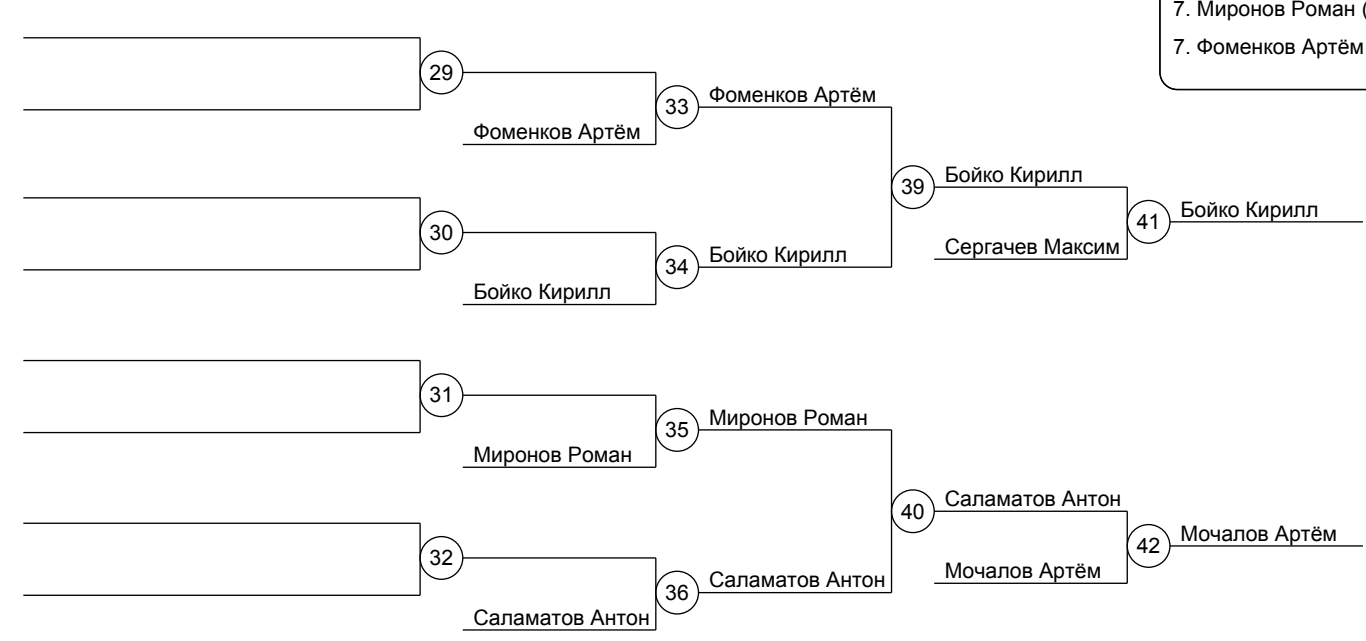 7. Миронов Роман (
7. Фоменков Артём
29
33
Фоменков Артём
Фоменков Артём
39
Бойко Кирилл
30
41
Бойко Кирилл
34
Бойко Кирилл
Сергачев Максим
Бойко Кирилл
31
35
Миронов Роман
Миронов Роман
40
Саламатов Антон
32
42
Мочалов Артём
36
Саламатов Антон
Мочалов Артём
Саламатов Антон